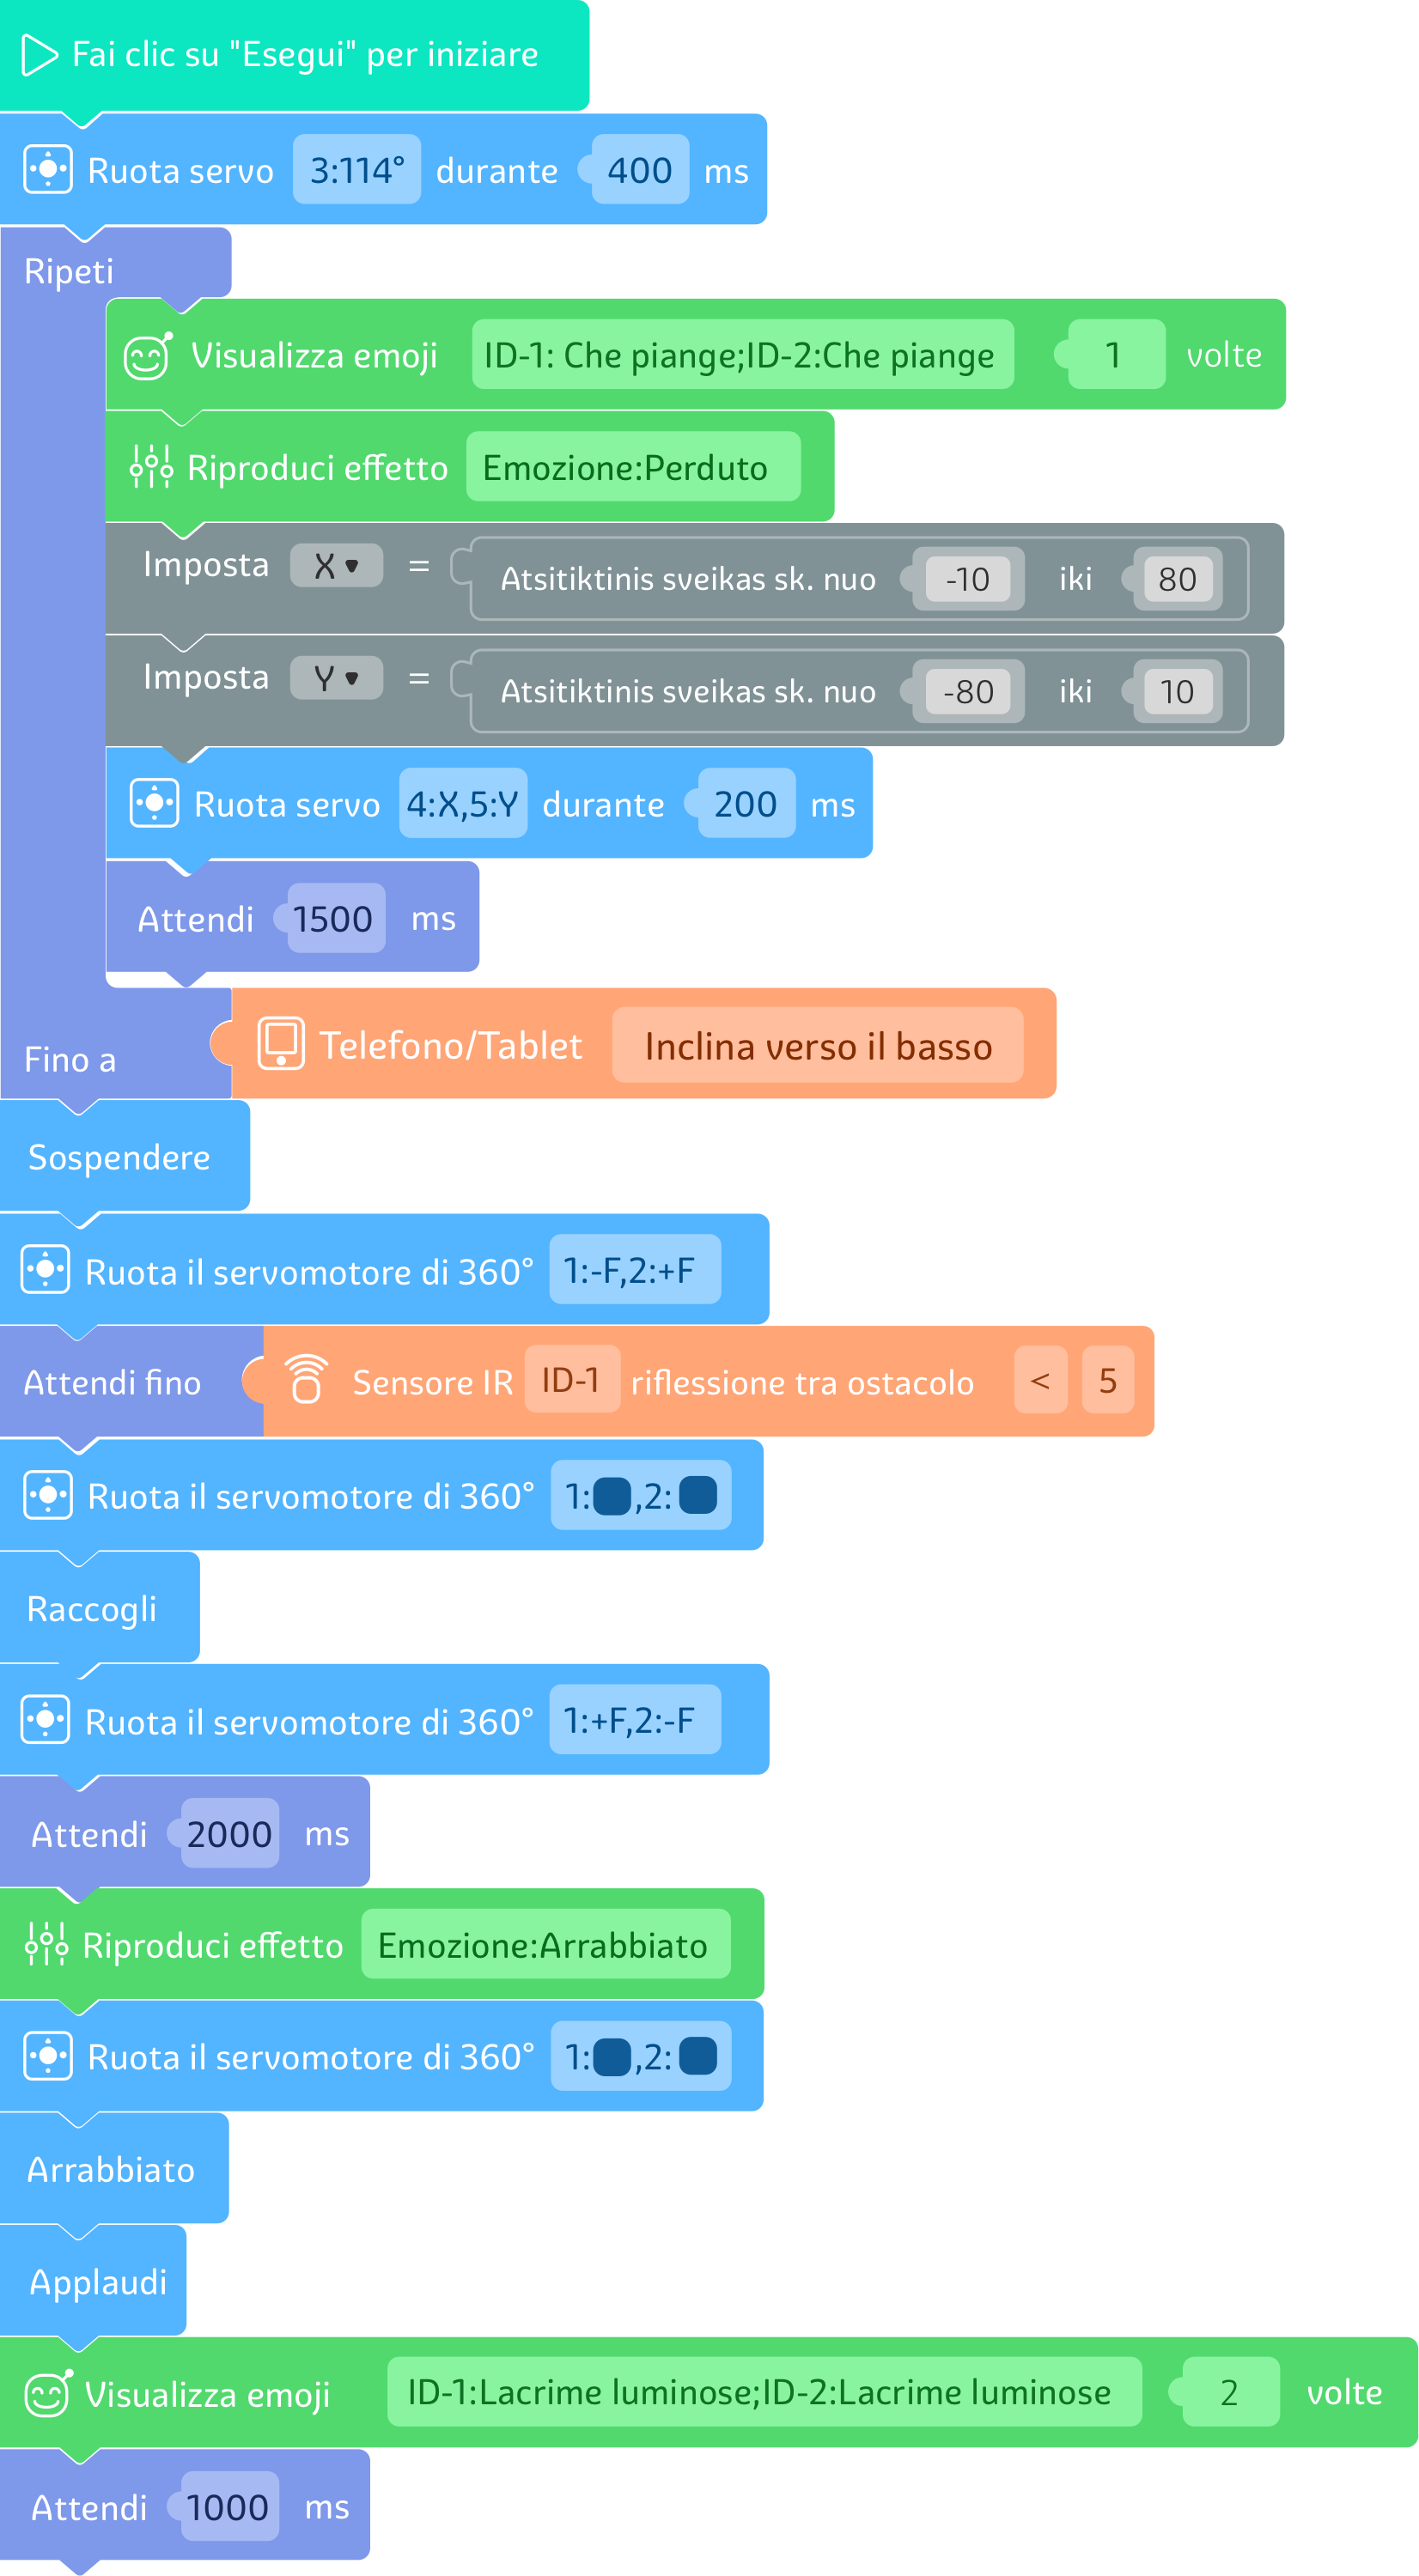 Fai clic su "Esegui" per iniziare
Ruota servo 3:114° durante 400 ms
Ripeti
Visualizza emoji ID-1: Che piange;ID-2:Che piange 1 volte
Riproduci effetto Emozione:Perduto
Imposta X = Atsitiktinis sveikas sk. nuo -10 iki 80
Imposta Y = Atsitiktinis sveikas sk. nuo -80 iki 10
Ruota servo 4:X,5:Y durante 200 ms
Attendi 1500 ms
Fino a Telefono/Tablet Inclina verso il basso
Sospendere
Ruota il servomotore di 360° 1:-F,2:+F
Attendi fino Sensore IR ID-1 riflessione tra ostacolo < 5
Ruota il servomotore di 360° 1: ,2:
Raccogli
Ruota il servomotore di 360° 1:+F,2:-F
Attendi 2000 ms
Riproduci effetto Emozione:Arrabbiato
Ruota il servomotore di 360° 1: ,2:
Arrabbiato
Applaudi
Visualizza emoji ID-1:Lacrime luminose;ID-2:Lacrime luminose 2 volte
Attendi 1000 ms